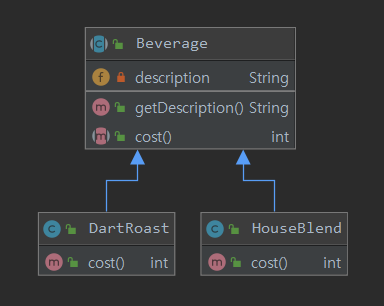 C Beverage
f description String
m getDescription() String
m cost() int
C DartRoast
C HouseBlend
m cost() int
m cost() int